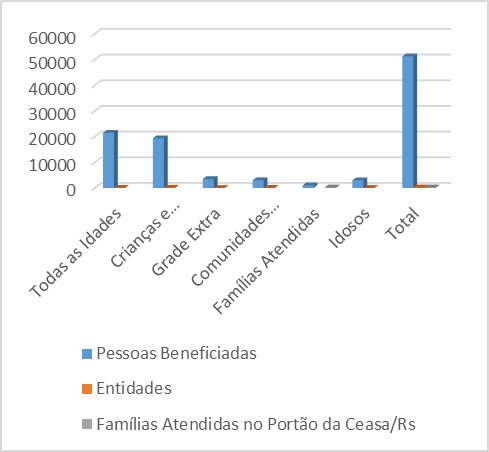 60000
50000
40000
30000
20000
10000
0
Todas as Idades
Crianças e...
Grade Extra
Comunidades...
Famílias Atendidas
Idosos
Total
Pessoas Beneficiadas
Entidades
Famílias Atendidas no Portão da Ceasa/Rs